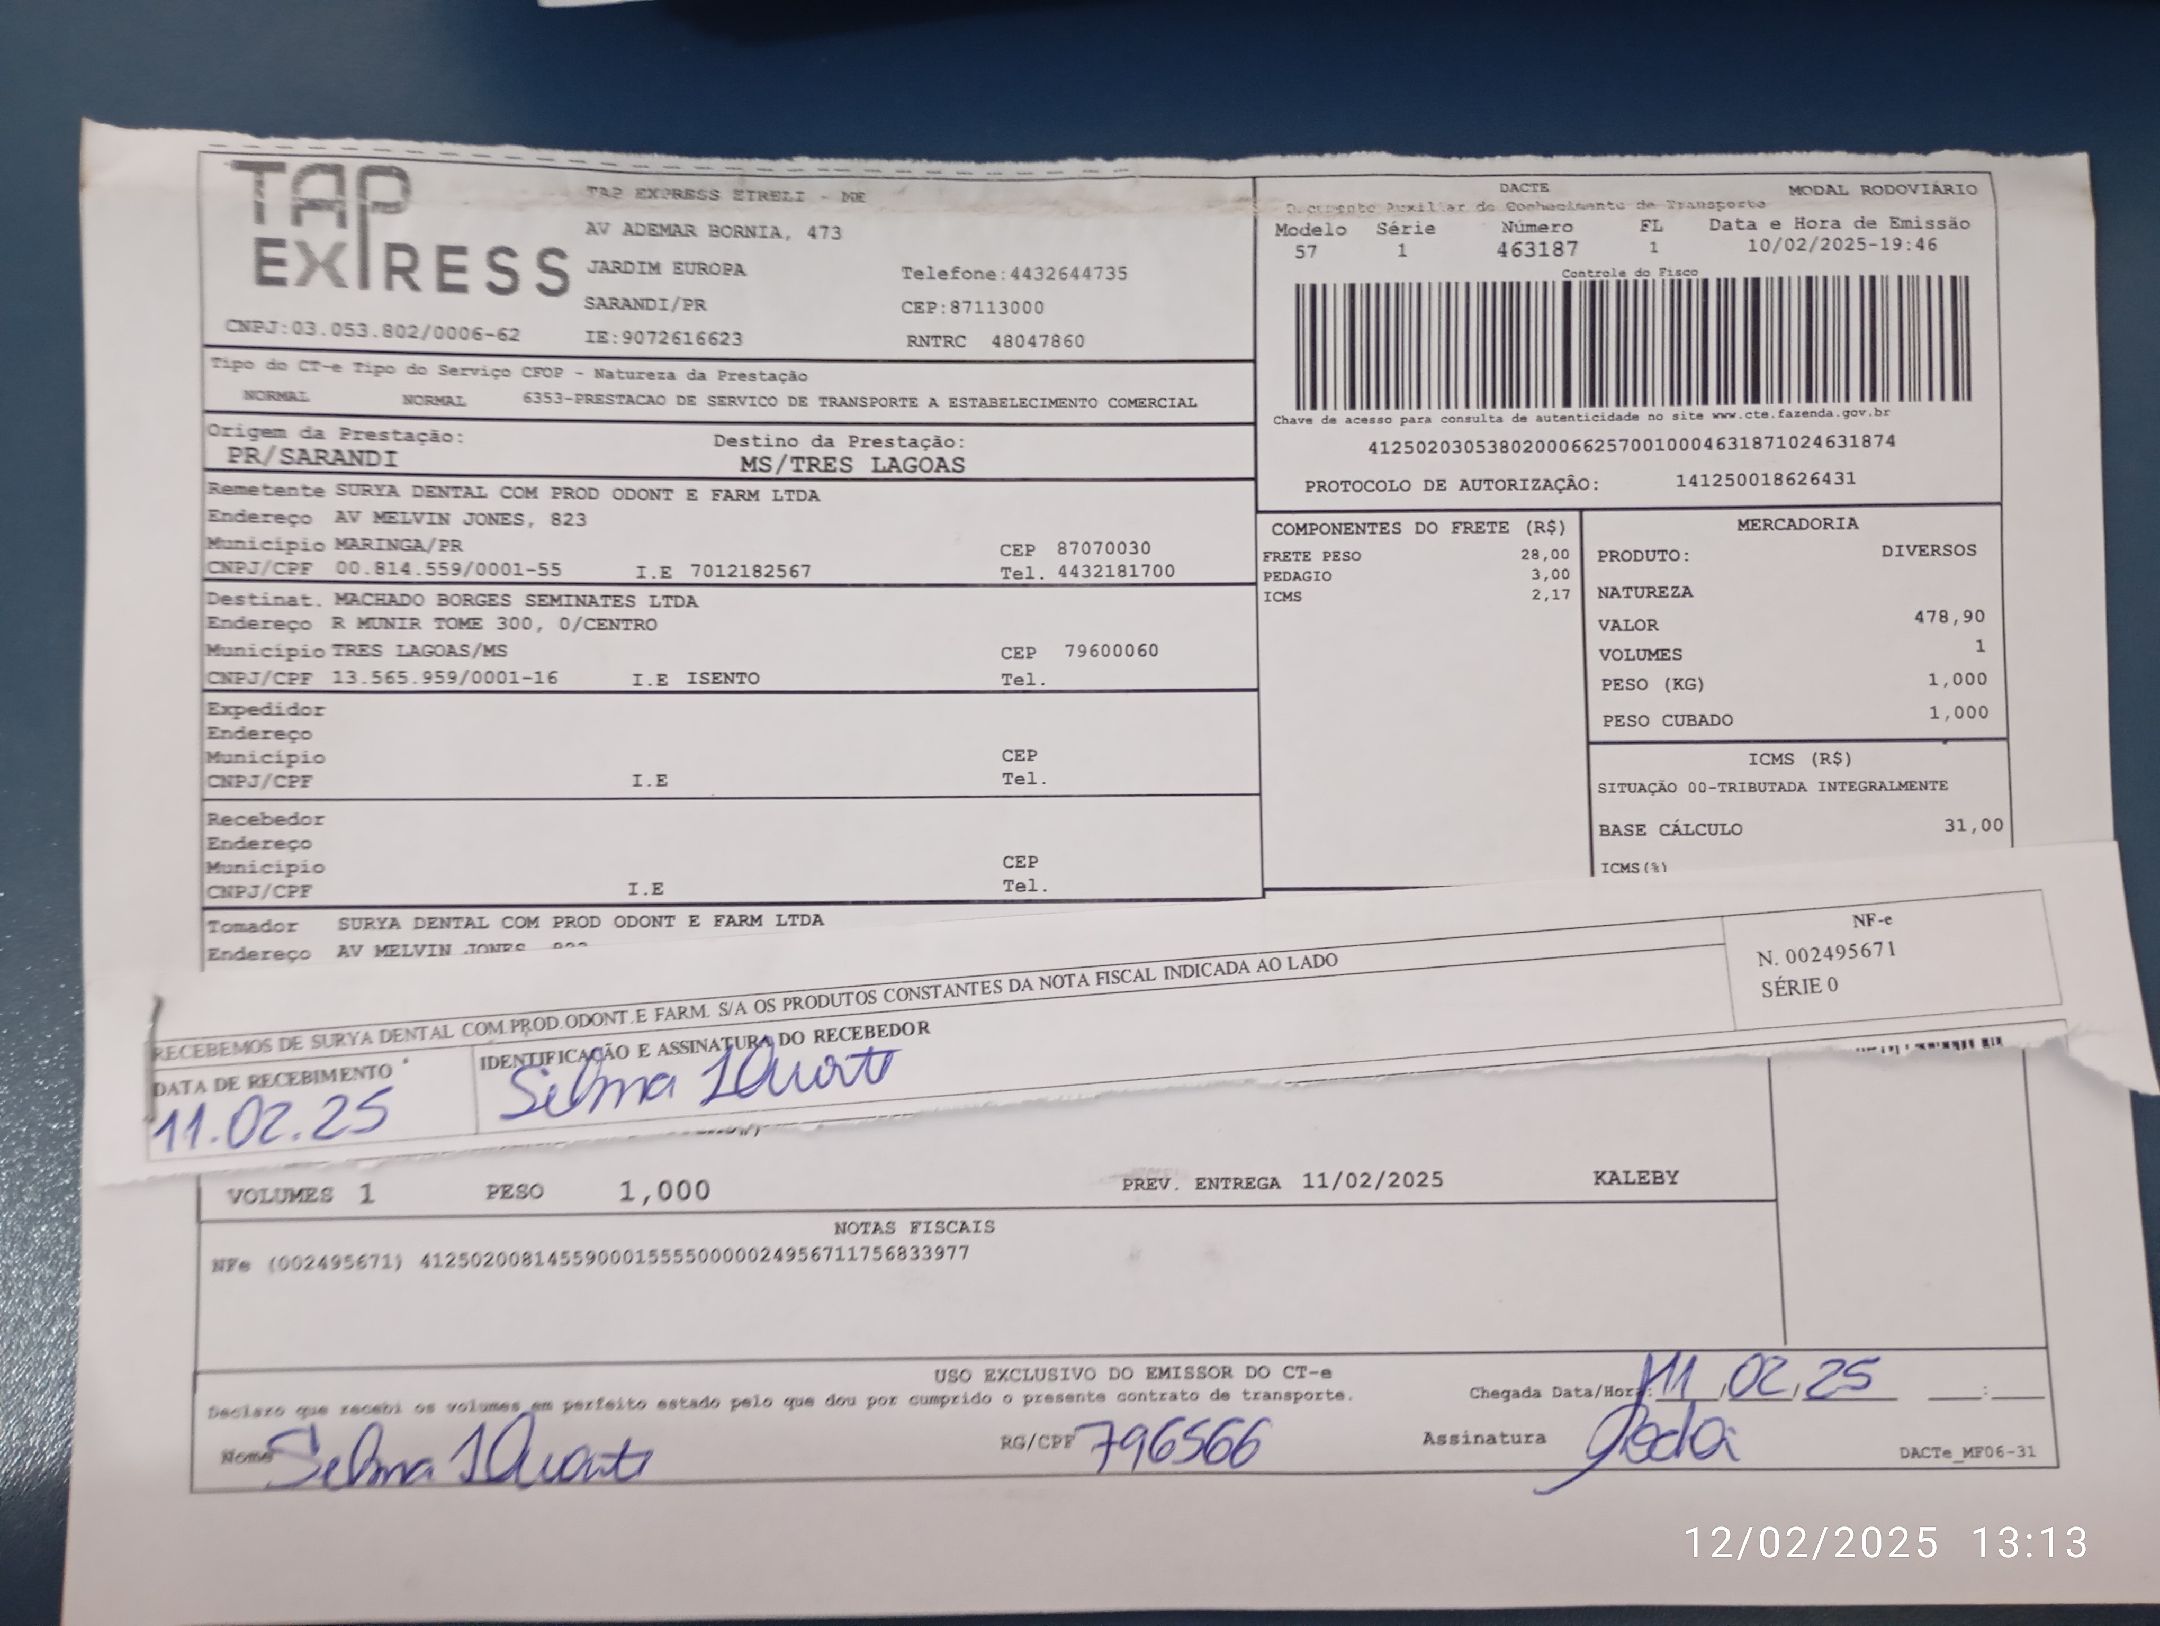 TAP EXPRESS
TAP EXPRESS EIRELI - ME
AV ADEMAR BORNIA, 473
JARDIM EUROPA Telefone:4432644735
SARANDI/PR CEP:87113000
CNPJ:03.053.802/0006-62 IE:9072616623 RNTRC 48047860
DACTE MODAL RODOVIÁRIO
Documento Auxiliar do Conhecimento de Transporte
Modelo Série Número FL Data e Hora de Emissão
57 1 463187 1 10/02/2025-19:46
Controle do Fisco
Chave de acesso para consulta de autenticidade no site www.cte.fazenda.gov.br
41250203053802000662570010004631871024631874
PROTOCOLO DE AUTORIZAÇÃO: 141250018626431
Tipo do CT-e Tipo do Serviço CFOP - Natureza da Prestação
NORMAL NORMAL 6353-PRESTACAO DE SERVICO DE TRANSPORTE A ESTABELECIMENTO COMERCIAL
Origem da Prestação: Destino da Prestação:
PR/SARANDI MS/TRES LAGOAS
Remetente SURYA DENTAL COM PROD ODONT E FARM LTDA
Endereço AV MELVIN JONES, 823
Município MARINGA/PR CEP 87070030
CNPJ/CPF 00.814.559/0001-55 I.E 7012182567 Tel. 4432181700
Destinat. MACHADO BORGES SEMINATES LTDA
Endereço R MUNIR TOME 300, 0/CENTRO
Município TRES LAGOAS/MS CEP 79600060
CNPJ/CPF 13.565.959/0001-16 I.E ISENTO Tel.
Expedidor
Endereço
Município CEP
CNPJ/CPF I.E Tel.
Recebedor
Endereço
Município CEP
CNPJ/CPF I.E Tel.
Tomador SURYA DENTAL COM PROD ODONT E FARM LTDA
Endereço AV MELVIN JONES
COMPONENTES DO FRETE (R$)
FRETE PESO 28,00
PEDAGIO 3,00
ICMS 2,17
MERCADORIA
PRODUTO: DIVERSOS
NATUREZA
VALOR 478,90
VOLUMES 1
PESO (KG) 1,000
PESO CUBADO 1,000
ICMS (R$)
SITUAÇÃO 00-TRIBUTADA INTEGRALMENTE
BASE CÁLCULO 31,00
ICMS(%)
RECEBEMOS DE SURYA DENTAL COM.PROD.ODONT.E FARM. S/A OS PRODUTOS CONSTANTES DA NOTA FISCAL INDICADA AO LADO
NF-e
N. 002495671
SÉRIE 0
DATA DE RECEBIMENTO IDENTIFICAÇÃO E ASSINATURA DO RECEBEDOR
11.02.25 Selma
VOLUMES 1 PESO 1,000 PREV. ENTREGA 11/02/2025 KALEBY
NOTAS FISCAIS
NFe (002495671) 41250200814559000155550000024956711756833977
USO EXCLUSIVO DO EMISSOR DO CT-e
Declaro que recebi os volumes em perfeito estado pelo que dou por cumprido o presente contrato de transporte.
Chegada Data/Hora: 11/02/25 :
Nome Selma RG/CPF 796566 Assinatura
DACTe_MF06-31
12/02/2025 13:13